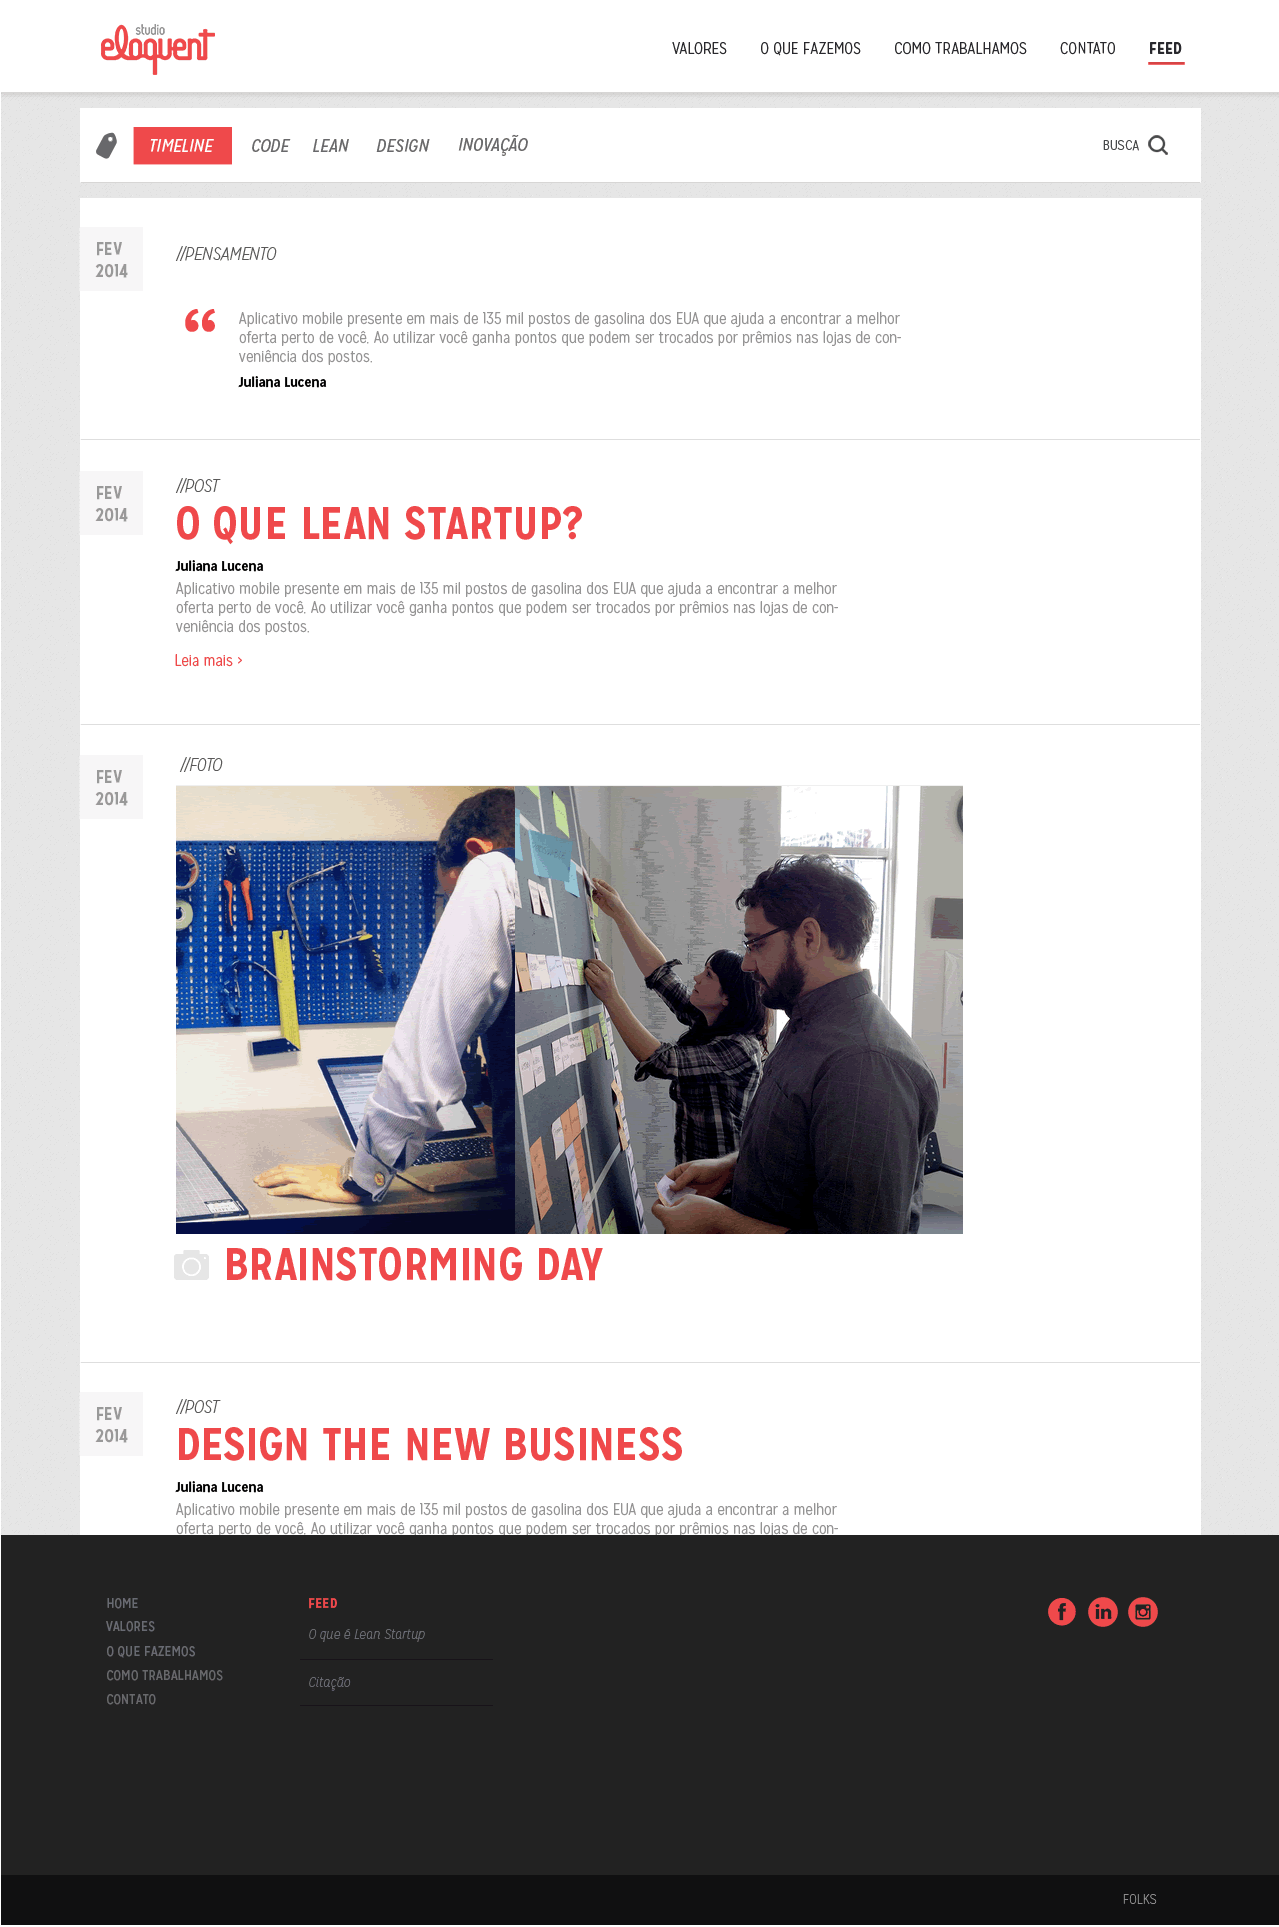 studio
eloquent
VALORES O QUE FAZEMOS COMO TRABALHAMOS CONTATO FEED
TIMELINE CODE LEAN DESIGN INOVAÇÃO BUSCA
FEV
2014
//PENSAMENTO
“
Aplicativo mobile presente em mais de 135 mil postos de gasolina dos EUA que ajuda a encontrar a melhor
oferta perto de você. Ao utilizar você ganha pontos que podem ser trocados por prêmios nas lojas de con-
veniência dos postos.
Juliana Lucena
FEV
2014
//POST
O QUE LEAN STARTUP?
Juliana Lucena
Aplicativo mobile presente em mais de 135 mil postos de gasolina dos EUA que ajuda a encontrar a melhor
oferta perto de você. Ao utilizar você ganha pontos que podem ser trocados por prêmios nas lojas de con-
veniência dos postos.
Leia mais >
FEV
2014
//FOTO
BRAINSTORMING DAY
FEV
2014
//POST
DESIGN THE NEW BUSINESS
Juliana Lucena
Aplicativo mobile presente em mais de 135 mil postos de gasolina dos EUA que ajuda a encontrar a melhor
oferta perto de você. Ao utilizar você ganha pontos que podem ser trocados por prêmios nas lojas de con-
HOME
VALORES
O QUE FAZEMOS
COMO TRABALHAMOS
CONTATO
FEED
O que é Lean Startup
Citação
f in
FOLKS